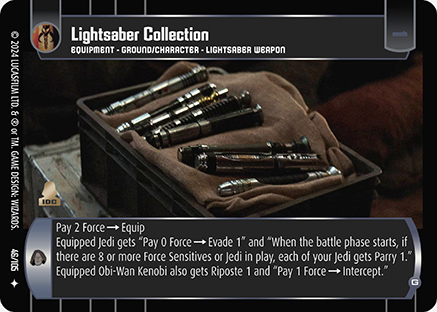 Lightsaber Collection
EQUIPMENT - GROUND/CHARACTER - LIGHTSABER WEAPON
© 2024 LUCASFILM LTD. & ® or TM. GAME DESIGN: WIZARDS.
IDC
46/105
Pay 2 Force → Equip
Equipped Jedi gets “Pay 0 Force → Evade 1” and “When the battle phase starts, if
there are 8 or more Force Sensitives or Jedi in play, each of your Jedi gets Parry 1.”
Equipped Obi-Wan Kenobi also gets Riposte 1 and “Pay 1 Force → Intercept.”
G